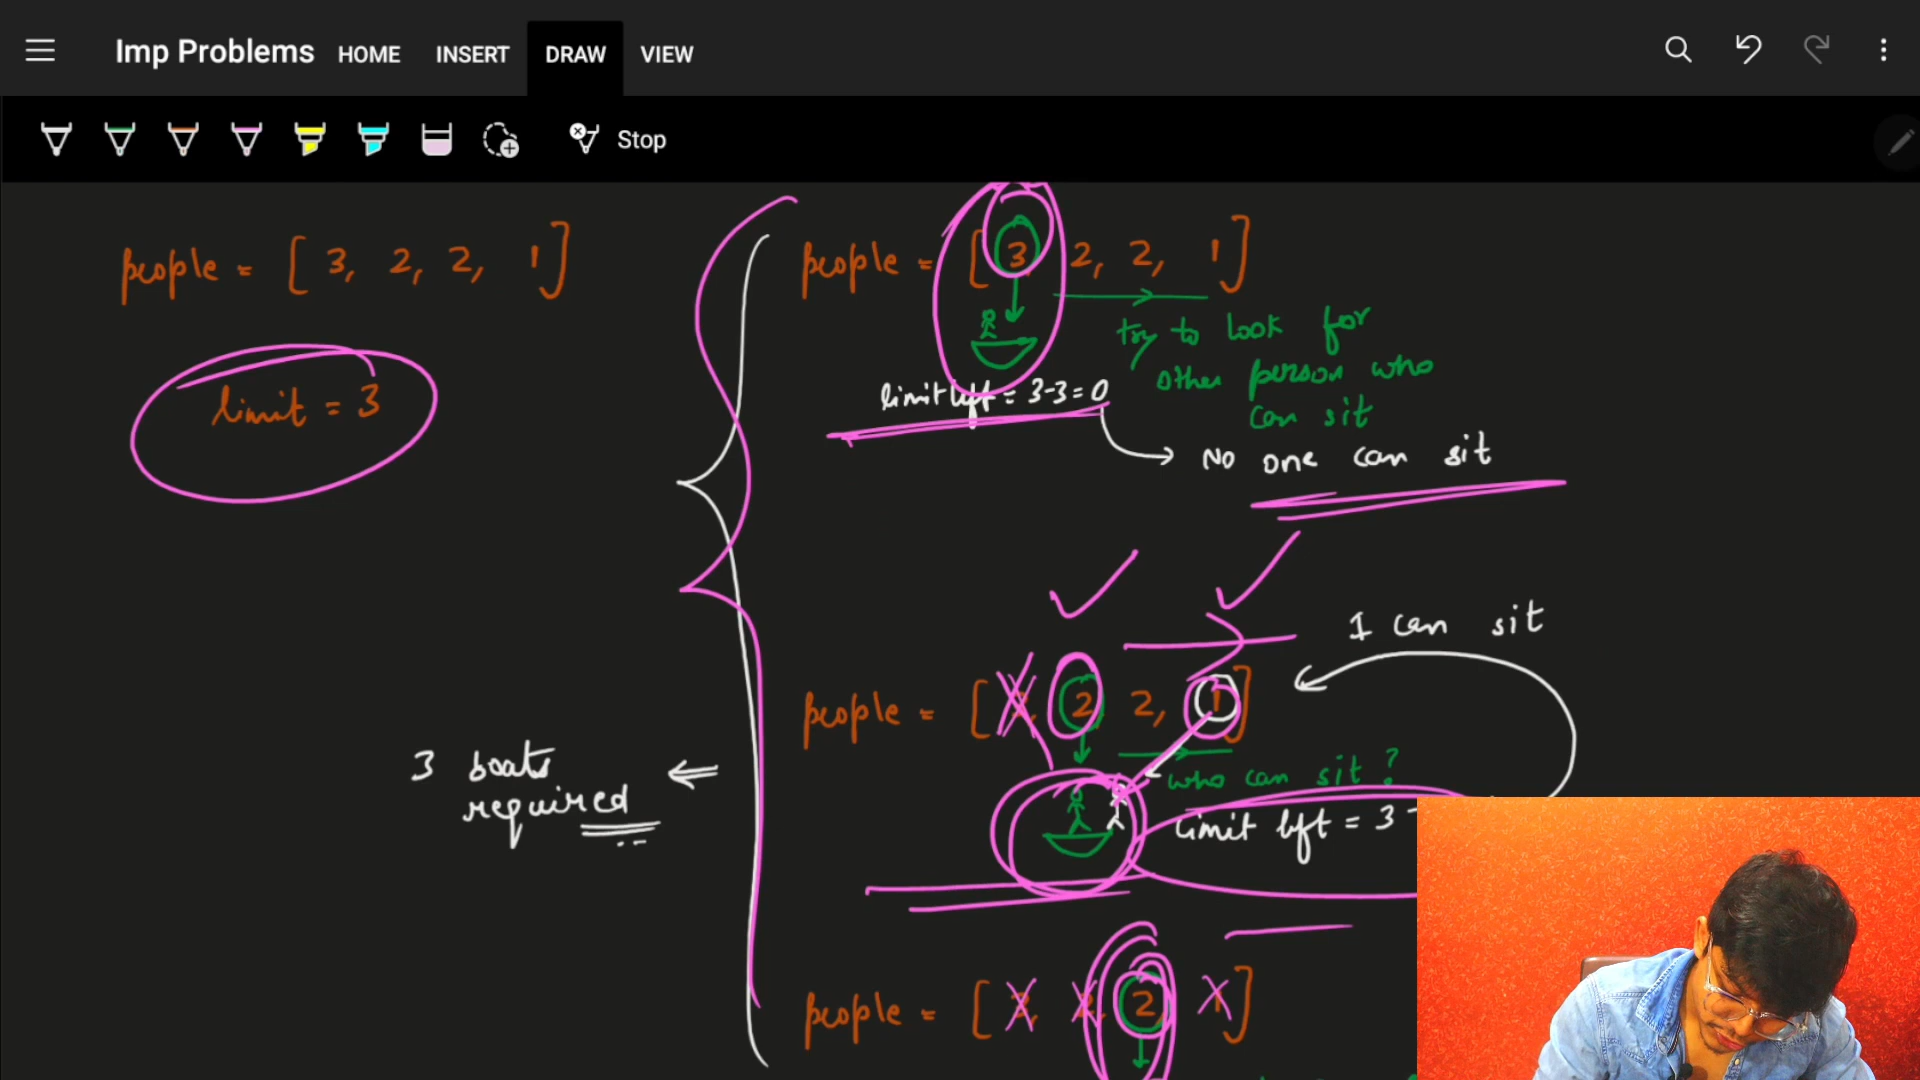 Imp Problems HOME INSERT DRAW VIEW
Stop
people = [ 3, 2, 2, 1 ]
limit = 3
3 boats
required
people = [ 3, 2, 2, 1 ]
try to look for
other person who
can sit
limit left = 3-3=0
No one can sit
I can sit
people = [ 2, 2, 1 ]
who can sit ?
limit left = 3 -
people = [ 2, ]